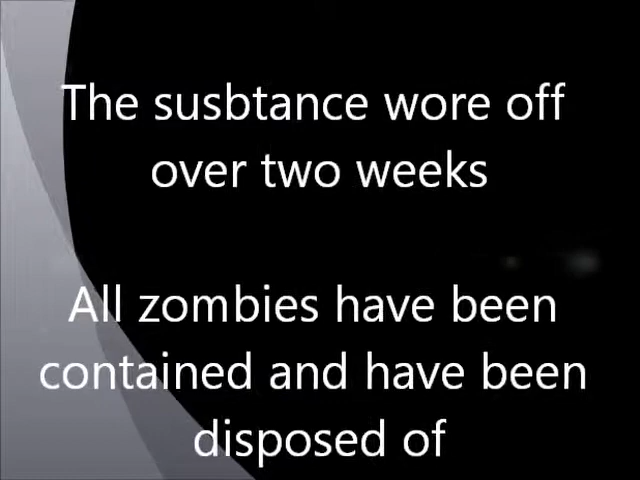 The susbtance wore off
over two weeks
All zombies have been
contained and have been
disposed of